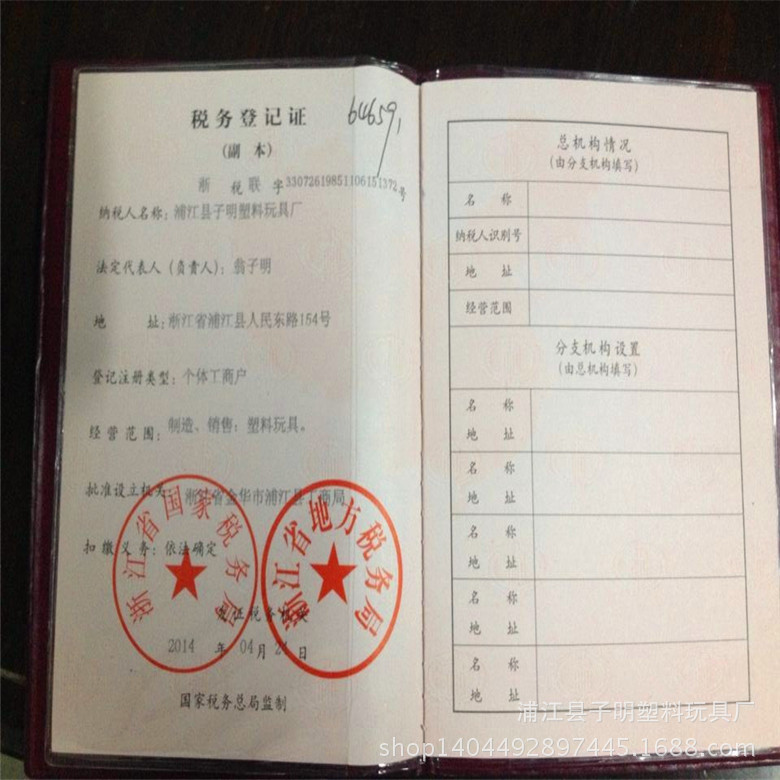 税务登记证
646591
(副 本)
浙 税 联 字33072619851106151372号
纳税人名称: 浦江县子明塑料玩具厂
法定代表人(负责人): 翁子明
地 址: 浙江省浦江县人民东路154号
登记注册类型: 个体工商户
经营范围: 制造、销售:塑料玩具。
批准设立机关: 浙江省金华市浦江县工商局
扣缴义务: 依法确定
浙江省国家税务局
浙江省地方税务局
发证税务机关
2014 年 04月 日
国家税务总局监制
总机构情况
(由分支机构填写)
名 称
纳税人识别号
地 址
经营范围
分支机构设置
(由总机构填写)
名 称
地 址
名 称
地 址
名 称
地 址
名 称
地 址
名 称
地 址
浦江县子明塑料玩具厂
shop1404492897445.1688.com